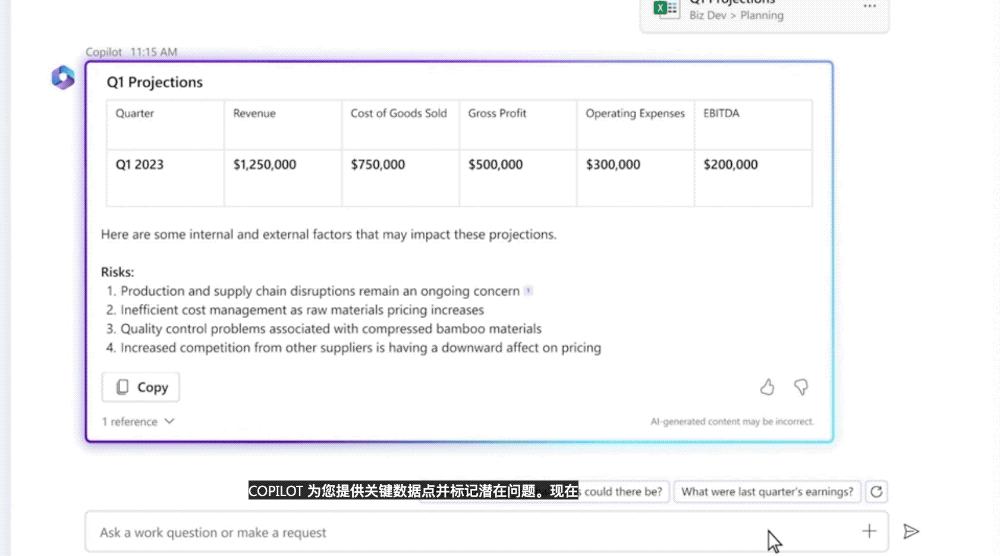 Q1 Projections
Biz Dev > Planning
Copilot 11:15 AM
Q1 Projections
Quarter Revenue Cost of Goods Sold Gross Profit Operating Expenses EBITDA
Q1 2023 $1,250,000 $750,000 $500,000 $300,000 $200,000
Here are some internal and external factors that may impact these projections.
Risks:
1. Production and supply chain disruptions remain an ongoing concern 1
2. Inefficient cost management as raw materials pricing increases
3. Quality control problems associated with compressed bamboo materials
4. Increased competition from other suppliers is having a downward affect on pricing
Copy
1 reference
AI-generated content may be incorrect.
COPILOT 为您提供关键数据点并标记潜在问题。现在
could there be?
What were last quarter's earnings?
Ask a work question or make a request